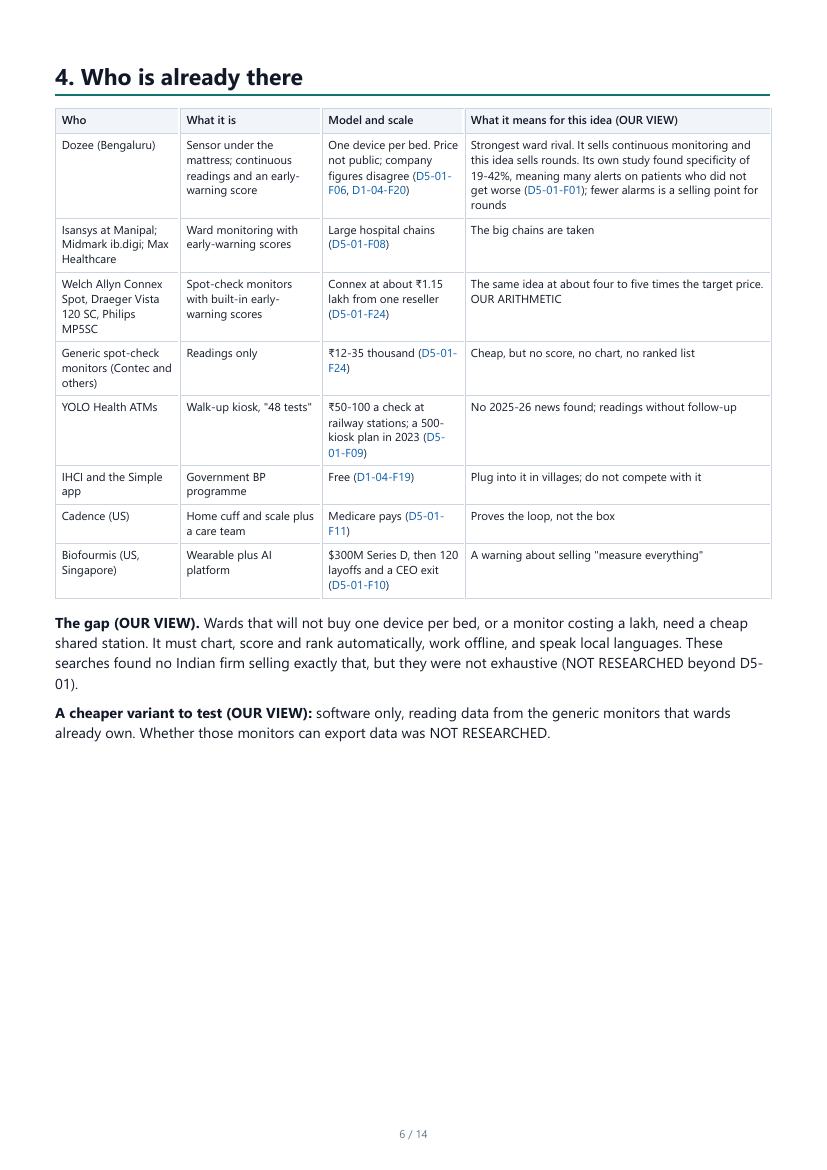 4. Who is already there
Who
What it is
Model and scale
What it means for this idea (OUR VIEW)
Dozee (Bengaluru)
Sensor under the
mattress; continuous
readings and an early-
warning score
One device per bed. Price
not public; company
figures disagree (D5-01-
F06, D1-04-F20)
Strongest ward rival. It sells continuous monitoring and
this idea sells rounds. Its own study found specificity of
19-42%, meaning many alerts on patients who did not
get worse (D5-01-F01); fewer alarms is a selling point for
rounds
Isansys at Manipal;
Midmark ib.digi; Max
Healthcare
Ward monitoring with
early-warning scores
Large hospital chains
(D5-01-F08)
The big chains are taken
Welch Allyn Connex
Spot, Draeger Vista
120 SC, Philips
MP5SC
Spot-check monitors
with built-in early-
warning scores
Connex at about ₹1.15
lakh from one reseller
(D5-01-F24)
The same idea at about four to five times the target price.
OUR ARITHMETIC
Generic spot-check
monitors (Contec and
others)
Readings only
₹12-35 thousand (D5-01-
F24)
Cheap, but no score, no chart, no ranked list
YOLO Health ATMs
Walk-up kiosk, "48 tests"
₹50-100 a check at
railway stations; a 500-
kiosk plan in 2023 (D5-
01-F09)
No 2025-26 news found; readings without follow-up
IHCI and the Simple
app
Government BP
programme
Free (D1-04-F19)
Plug into it in villages; do not compete with it
Cadence (US)
Home cuff and scale plus
a care team
Medicare pays (D5-01-
F11)
Proves the loop, not the box
Biofourmis (US,
Singapore)
Wearable plus AI
platform
$300M Series D, then 120
layoffs and a CEO exit
(D5-01-F10)
A warning about selling "measure everything"
The gap (OUR VIEW). Wards that will not buy one device per bed, or a monitor costing a lakh, need a cheap
shared station. It must chart, score and rank automatically, work offline, and speak local languages. These
searches found no Indian firm selling exactly that, but they were not exhaustive (NOT RESEARCHED beyond D5-
01).
A cheaper variant to test (OUR VIEW): software only, reading data from the generic monitors that wards
already own. Whether those monitors can export data was NOT RESEARCHED.
6 / 14